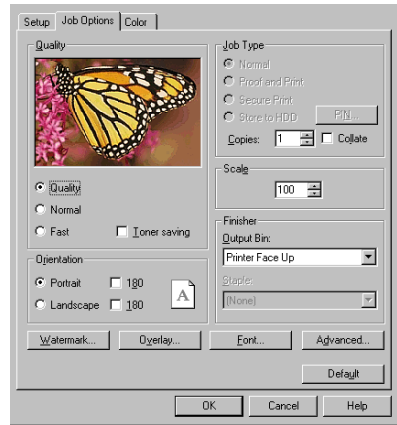 Setup Job Options Color
Quality
Quality
Normal
Fast Toner saving
Orientation
Portrait 180
Landscape 180
A
Job Type
Normal
Proof and Print
Secure Print
Store to HDD PIN...
Copies: 1 Collate
Scale
100
Finisher
Output Bin:
Printer Face Up
Staple:
(None)
Watermark... Overlay... Font... Advanced...
Default
OK Cancel Help